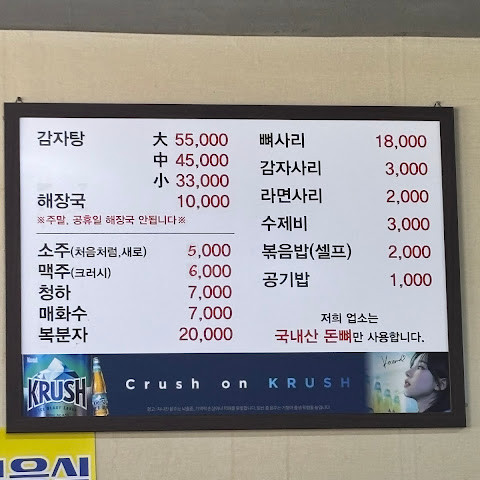 감자탕 大 55,000
中 45,000
小 33,000
해장국 10,000
※주말, 공휴일 해장국 안됩니다※
소주(처음처럼,새로) 5,000
맥주(크러시) 6,000
청하 7,000
매화수 7,000
복분자 20,000
뼈사리 18,000
감자사리 3,000
라면사리 2,000
수제비 3,000
볶음밥(셀프) 2,000
공기밥 1,000
저희 업소는
국내산 돈뼈만 사용합니다.
KRUSH
Crush on KRUSH